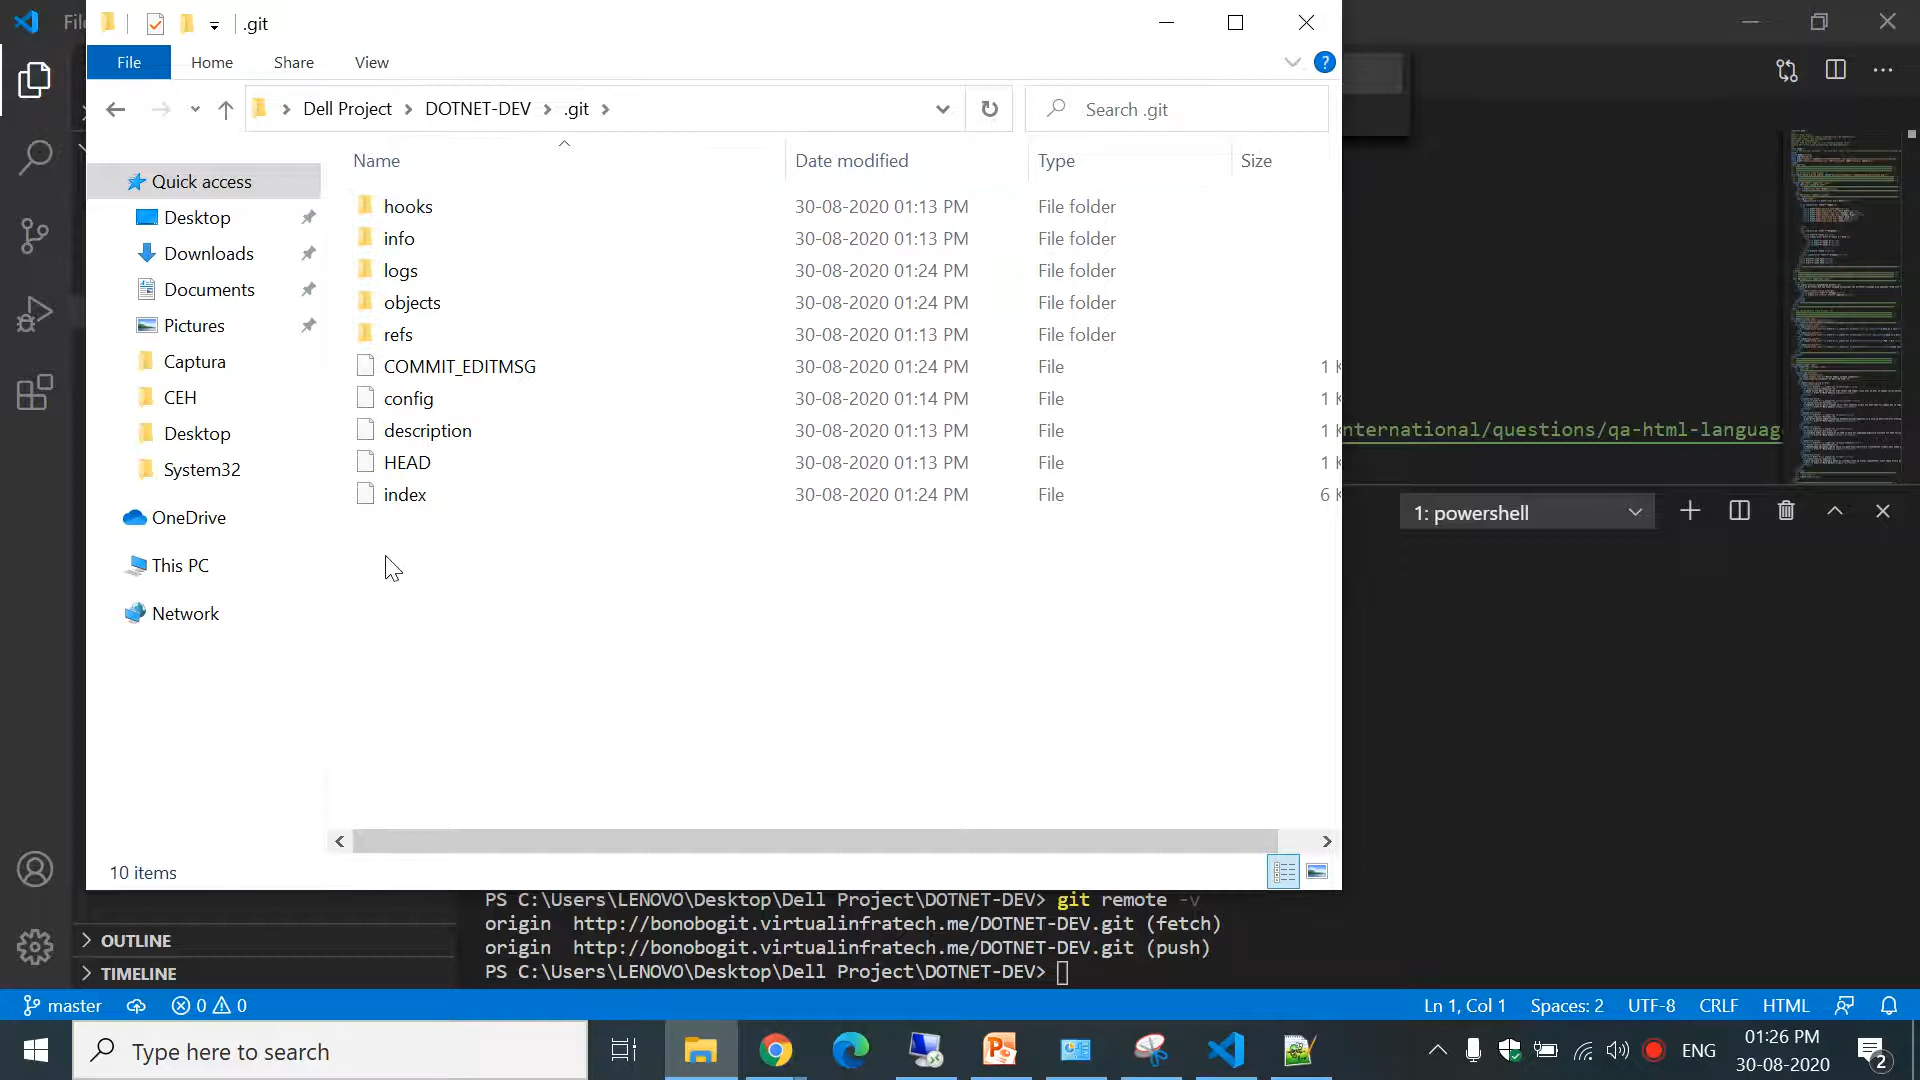 File
.git
File Home Share View
Dell Project DOTNET-DEV .git
Search .git
Name Date modified Type Size
Quick access
Desktop
Downloads
Documents
Pictures
Captura
CEH
Desktop
System32
OneDrive
This PC
Network
hooks 30-08-2020 01:13 PM File folder
info 30-08-2020 01:13 PM File folder
logs 30-08-2020 01:24 PM File folder
objects 30-08-2020 01:24 PM File folder
refs 30-08-2020 01:13 PM File folder
COMMIT_EDITMSG 30-08-2020 01:24 PM File 1 K
config 30-08-2020 01:14 PM File 1 K
description 30-08-2020 01:13 PM File 1 K
HEAD 30-08-2020 01:13 PM File 1 K
index 30-08-2020 01:24 PM File 6 K
10 items
nternational/questions/qa-html-languag
1: powershell
PS C:\Users\LENOVO\Desktop\Dell Project\DOTNET-DEV> git remote -v
origin http://bonobogit.virtualinfratech.me/DOTNET-DEV.git (fetch)
origin http://bonobogit.virtualinfratech.me/DOTNET-DEV.git (push)
PS C:\Users\LENOVO\Desktop\Dell Project\DOTNET-DEV>
OUTLINE
TIMELINE
master 0 0
Ln 1, Col 1 Spaces: 2 UTF-8 CRLF HTML
Type here to search
ENG
01:26 PM
30-08-2020
2